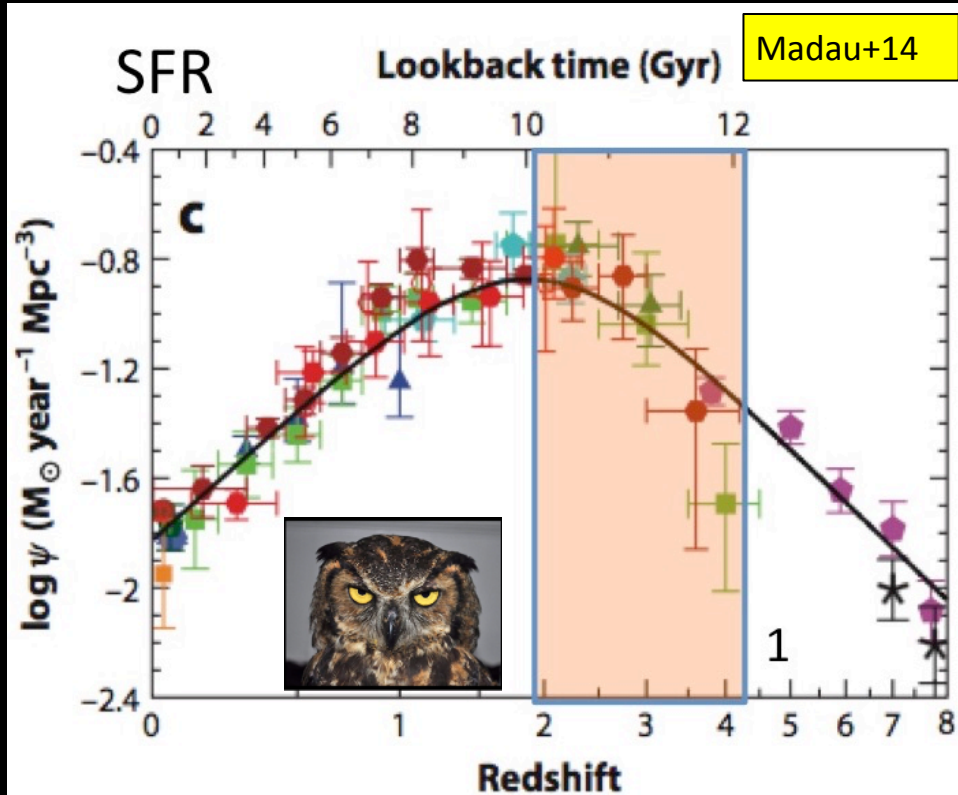 SFR
Lookback time (Gyr)
Madau+14
0 2 4 6 8 10 12
c
log ψ (M⊙ year⁻¹ Mpc⁻³)
−0.4
−0.8
−1.2
−1.6
−2
−2.4
1
0 1 2 3 4 5 6 7 8
Redshift